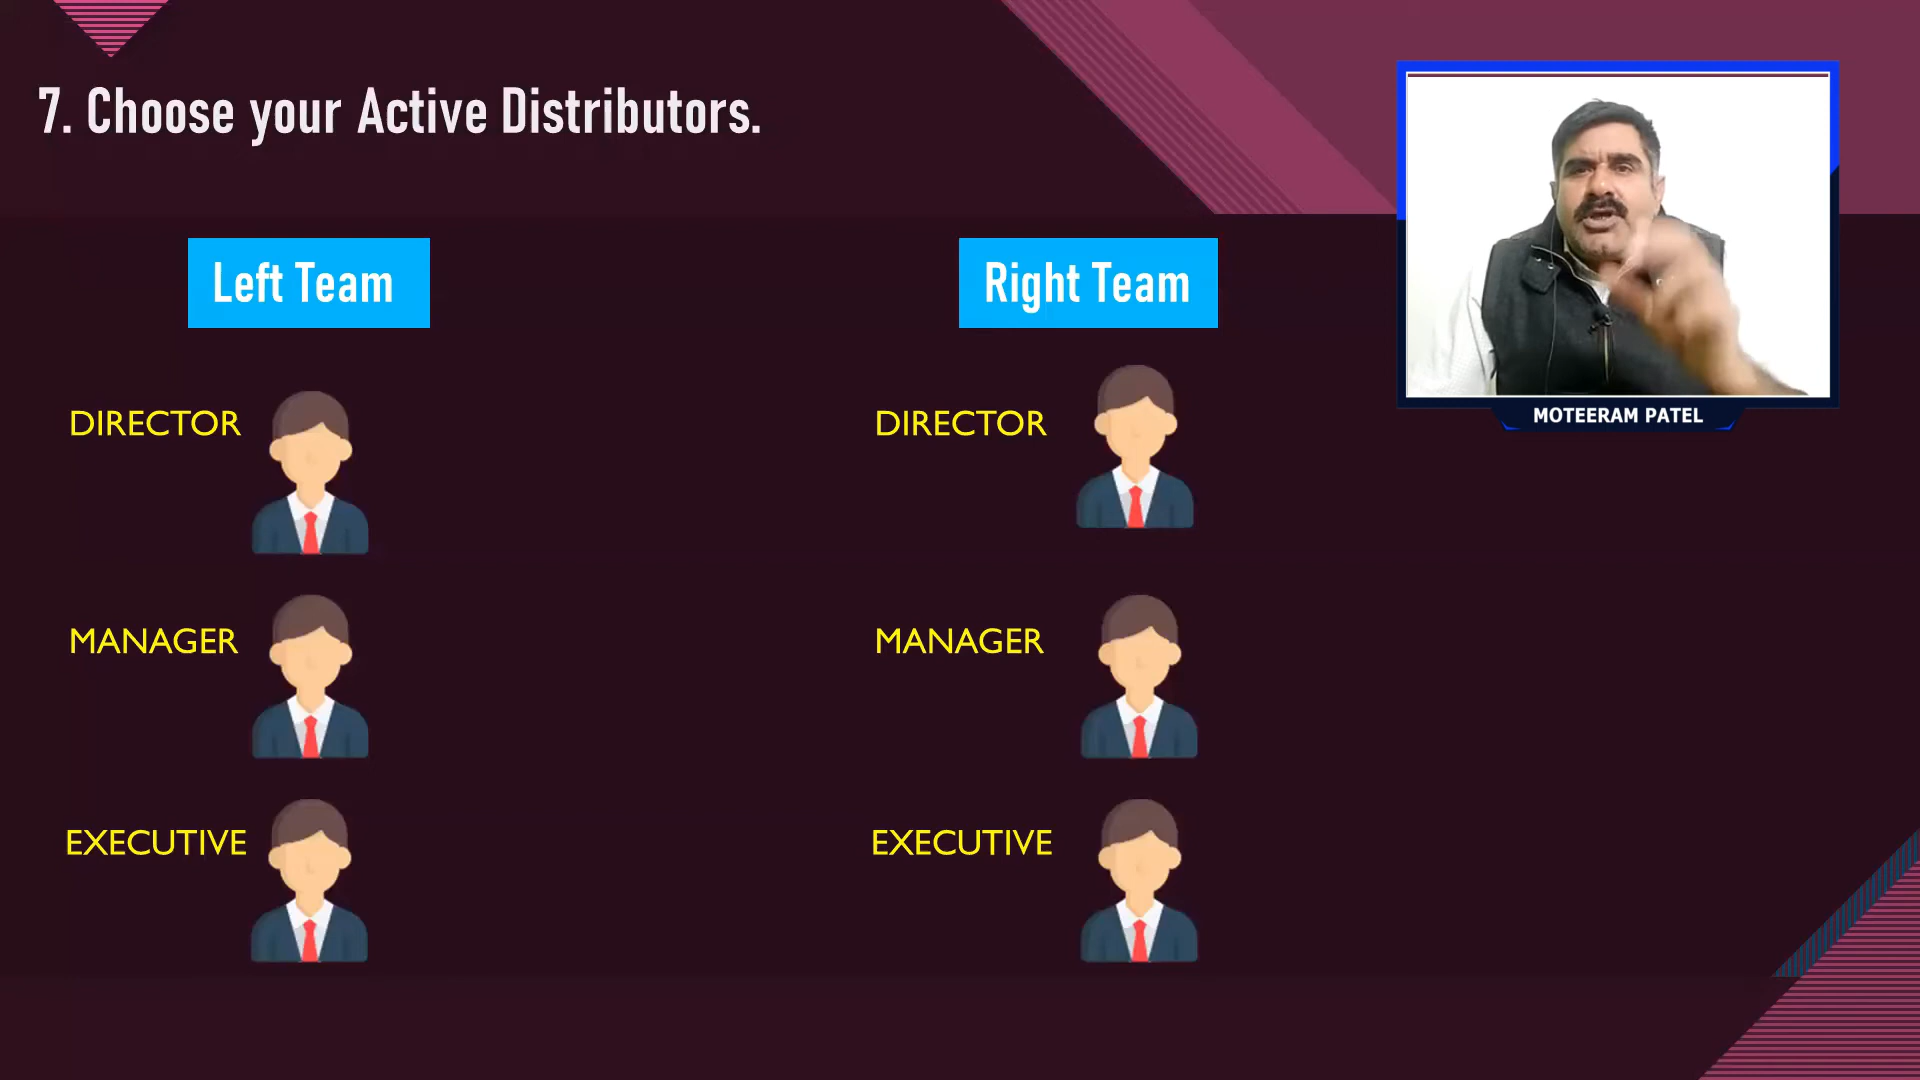 7. Choose your Active Distributors.
Left Team
Right Team
DIRECTOR
DIRECTOR
MOTEERAM PATEL
MANAGER
MANAGER
EXECUTIVE
EXECUTIVE